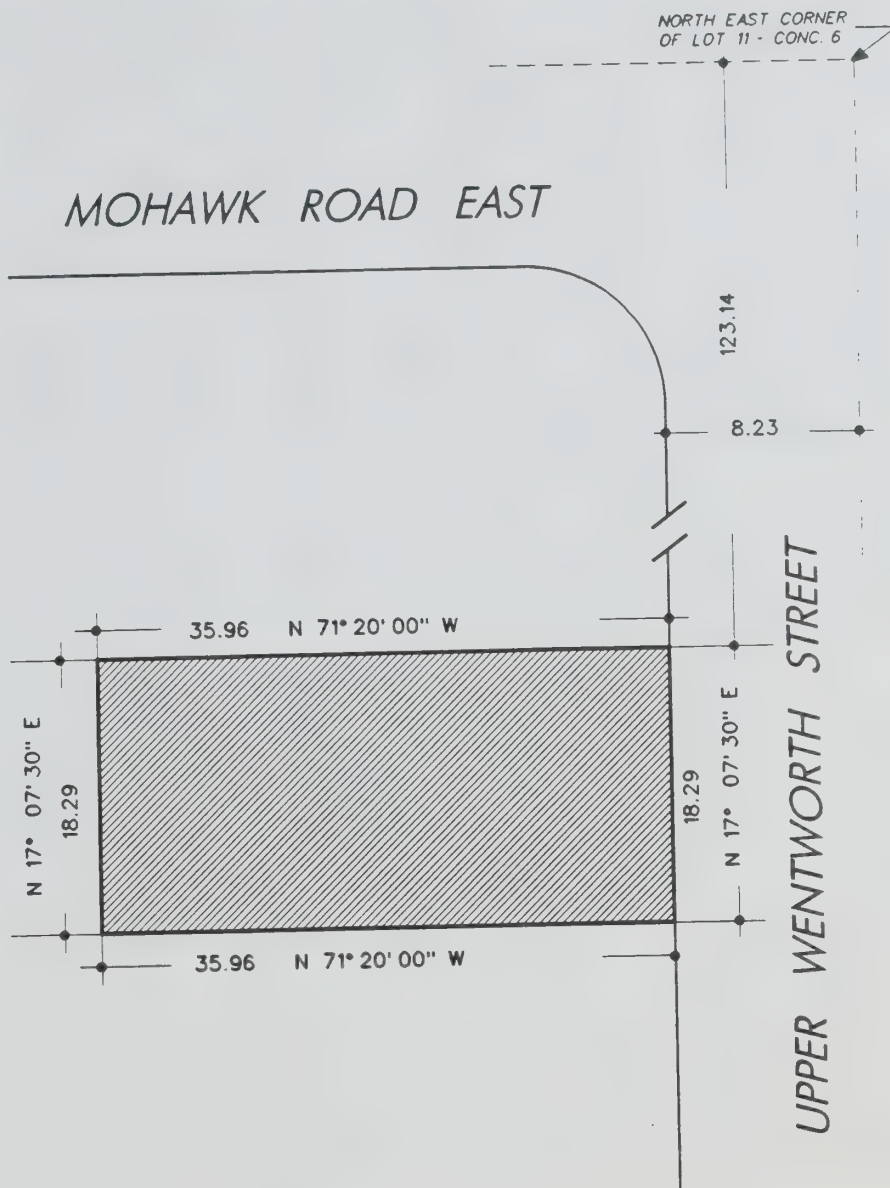 NORTH EAST CORNER
OF LOT 11 - CONC. 6
MOHAWK ROAD EAST
123.14
8.23
35.96 N 71° 20' 00" W
N 17° 07' 30" E
18.29
18.29
N 17° 07' 30" E
UPPER WENTWORTH STREET
35.96 N 71° 20' 00" W